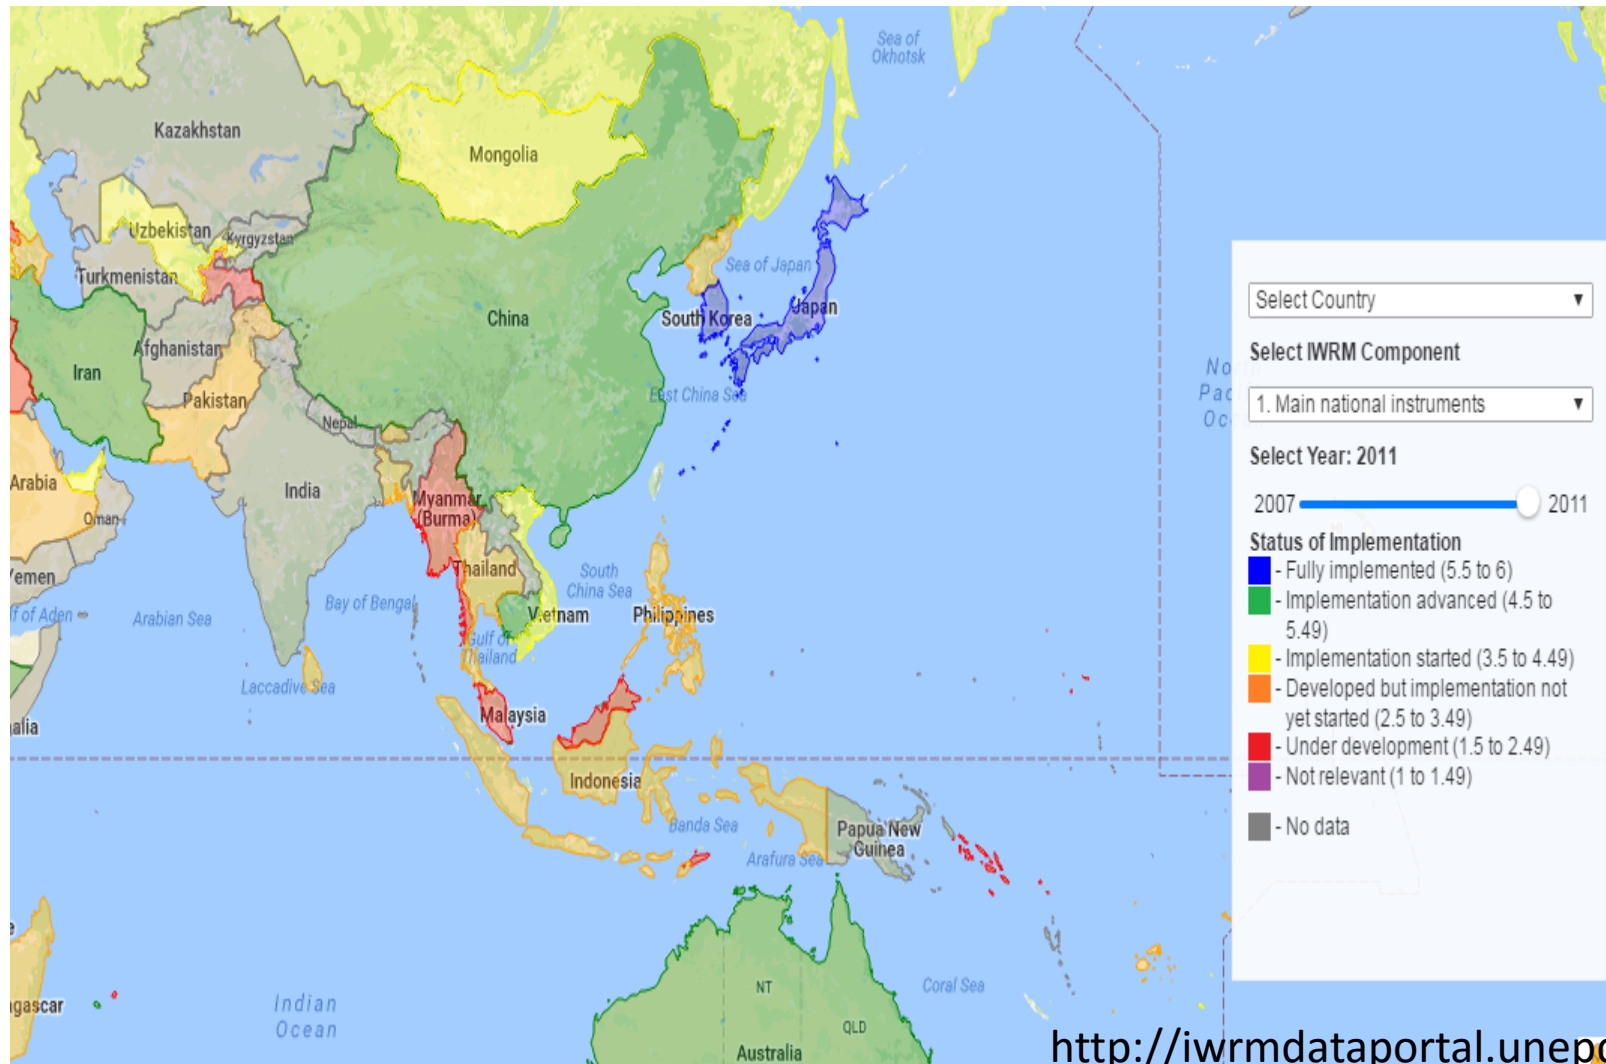 Sea of
Okhotsk
Kazakhstan
Mongolia
Uzbekistan
Kyrgyzstan
Turkmenistan
Sea of Japan
China
South Korea
Japan
Afghanistan
Iran
Pakistan
East China Sea
Nepal
Arabia
India
Myanmar
(Burma)
Oman
Thailand
South
China Sea
Yemen
Gulf of Aden
Arabian Sea
Bay of Bengal
Vietnam
Philippines
Gulf of
Thailand
Laccadive Sea
Malaysia
alia
Indonesia
Banda Sea
Papua New
Guinea
Arafura Sea
NT
Coral Sea
gascar
Indian
Ocean
QLD
Australia
Select Country
Select IWRM Component
1. Main national instruments
Select Year: 2011
2007 2011
Status of Implementation
- Fully implemented (5.5 to 6)
- Implementation advanced (4.5 to
5.49)
- Implementation started (3.5 to 4.49)
- Developed but implementation not
yet started (2.5 to 3.49)
- Under development (1.5 to 2.49)
- Not relevant (1 to 1.49)
- No data
http://iwrmdataportal.unep